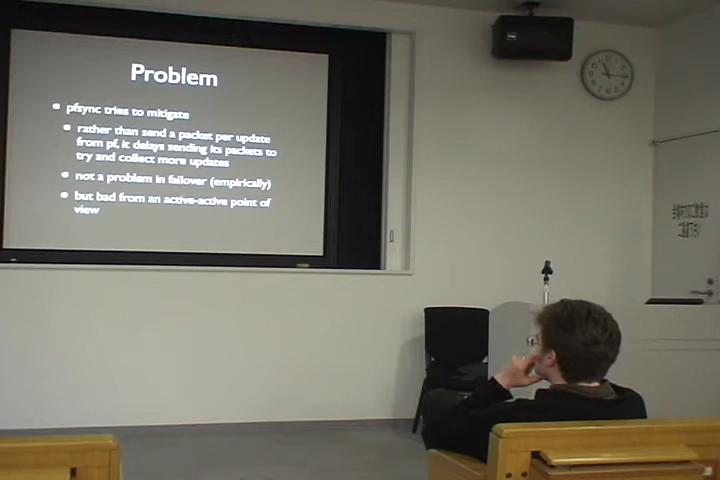 Problem
pfsync tries to mitigate
rather than send a packet per update
from pf, it delays sending its packets to
try and collect more updates
not a problem in failover (empirically)
but bad from an active-active point of
view